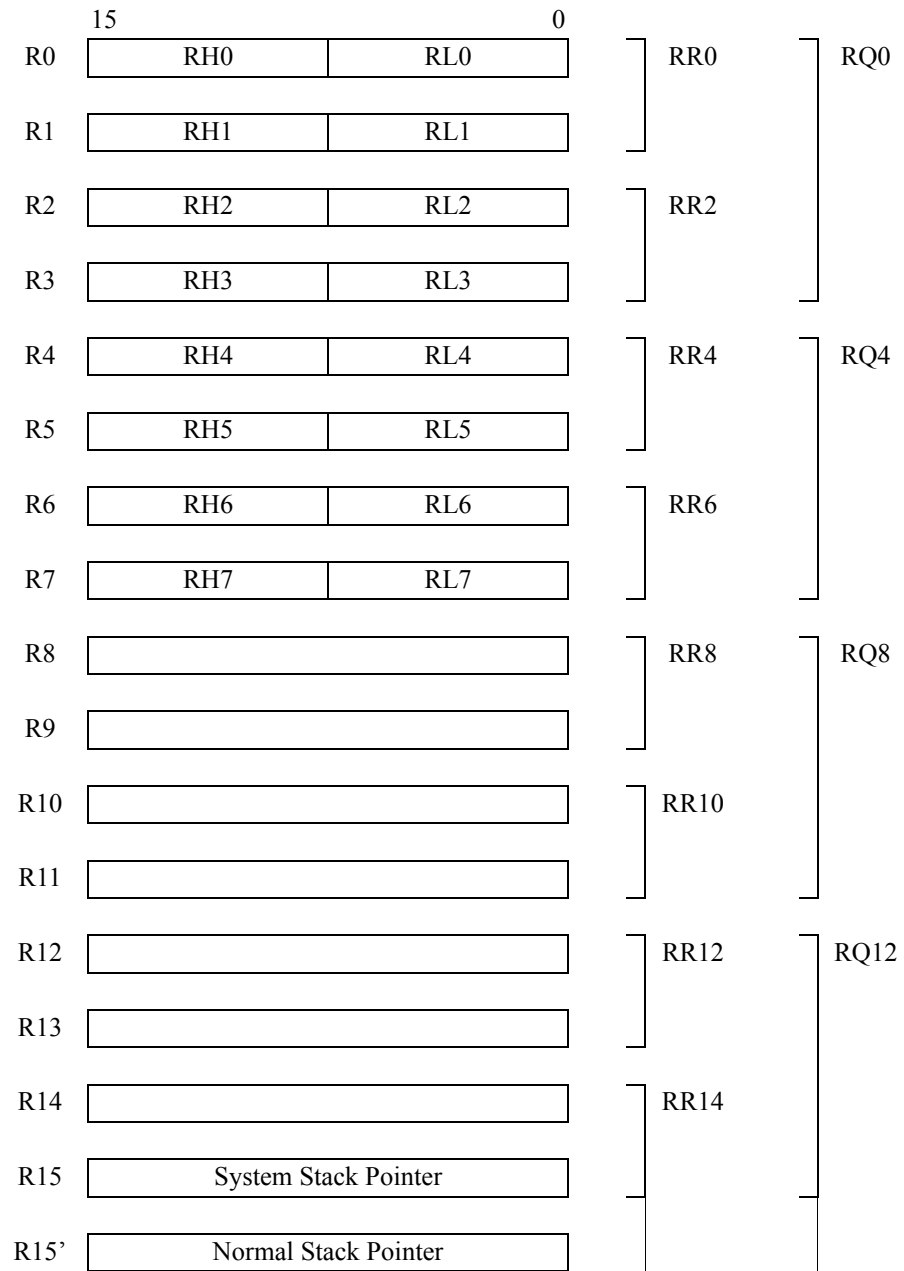 15 0
R0 RH0 RL0 RR0 RQ0
R1 RH1 RL1
R2 RH2 RL2 RR2
R3 RH3 RL3
R4 RH4 RL4 RR4 RQ4
R5 RH5 RL5
R6 RH6 RL6 RR6
R7 RH7 RL7
R8 RR8 RQ8
R9
R10 RR10
R11
R12 RR12 RQ12
R13
R14 RR14
R15 System Stack Pointer
R15’ Normal Stack Pointer